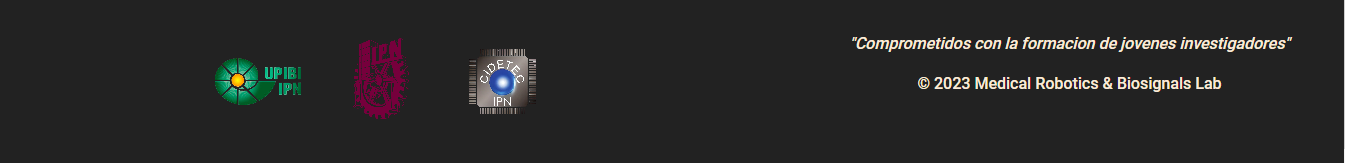 UPIBI
IPN
IPN
CIDETEC
IPN
"Comprometidos con la formacion de jovenes investigadores"
© 2023 Medical Robotics & Biosignals Lab